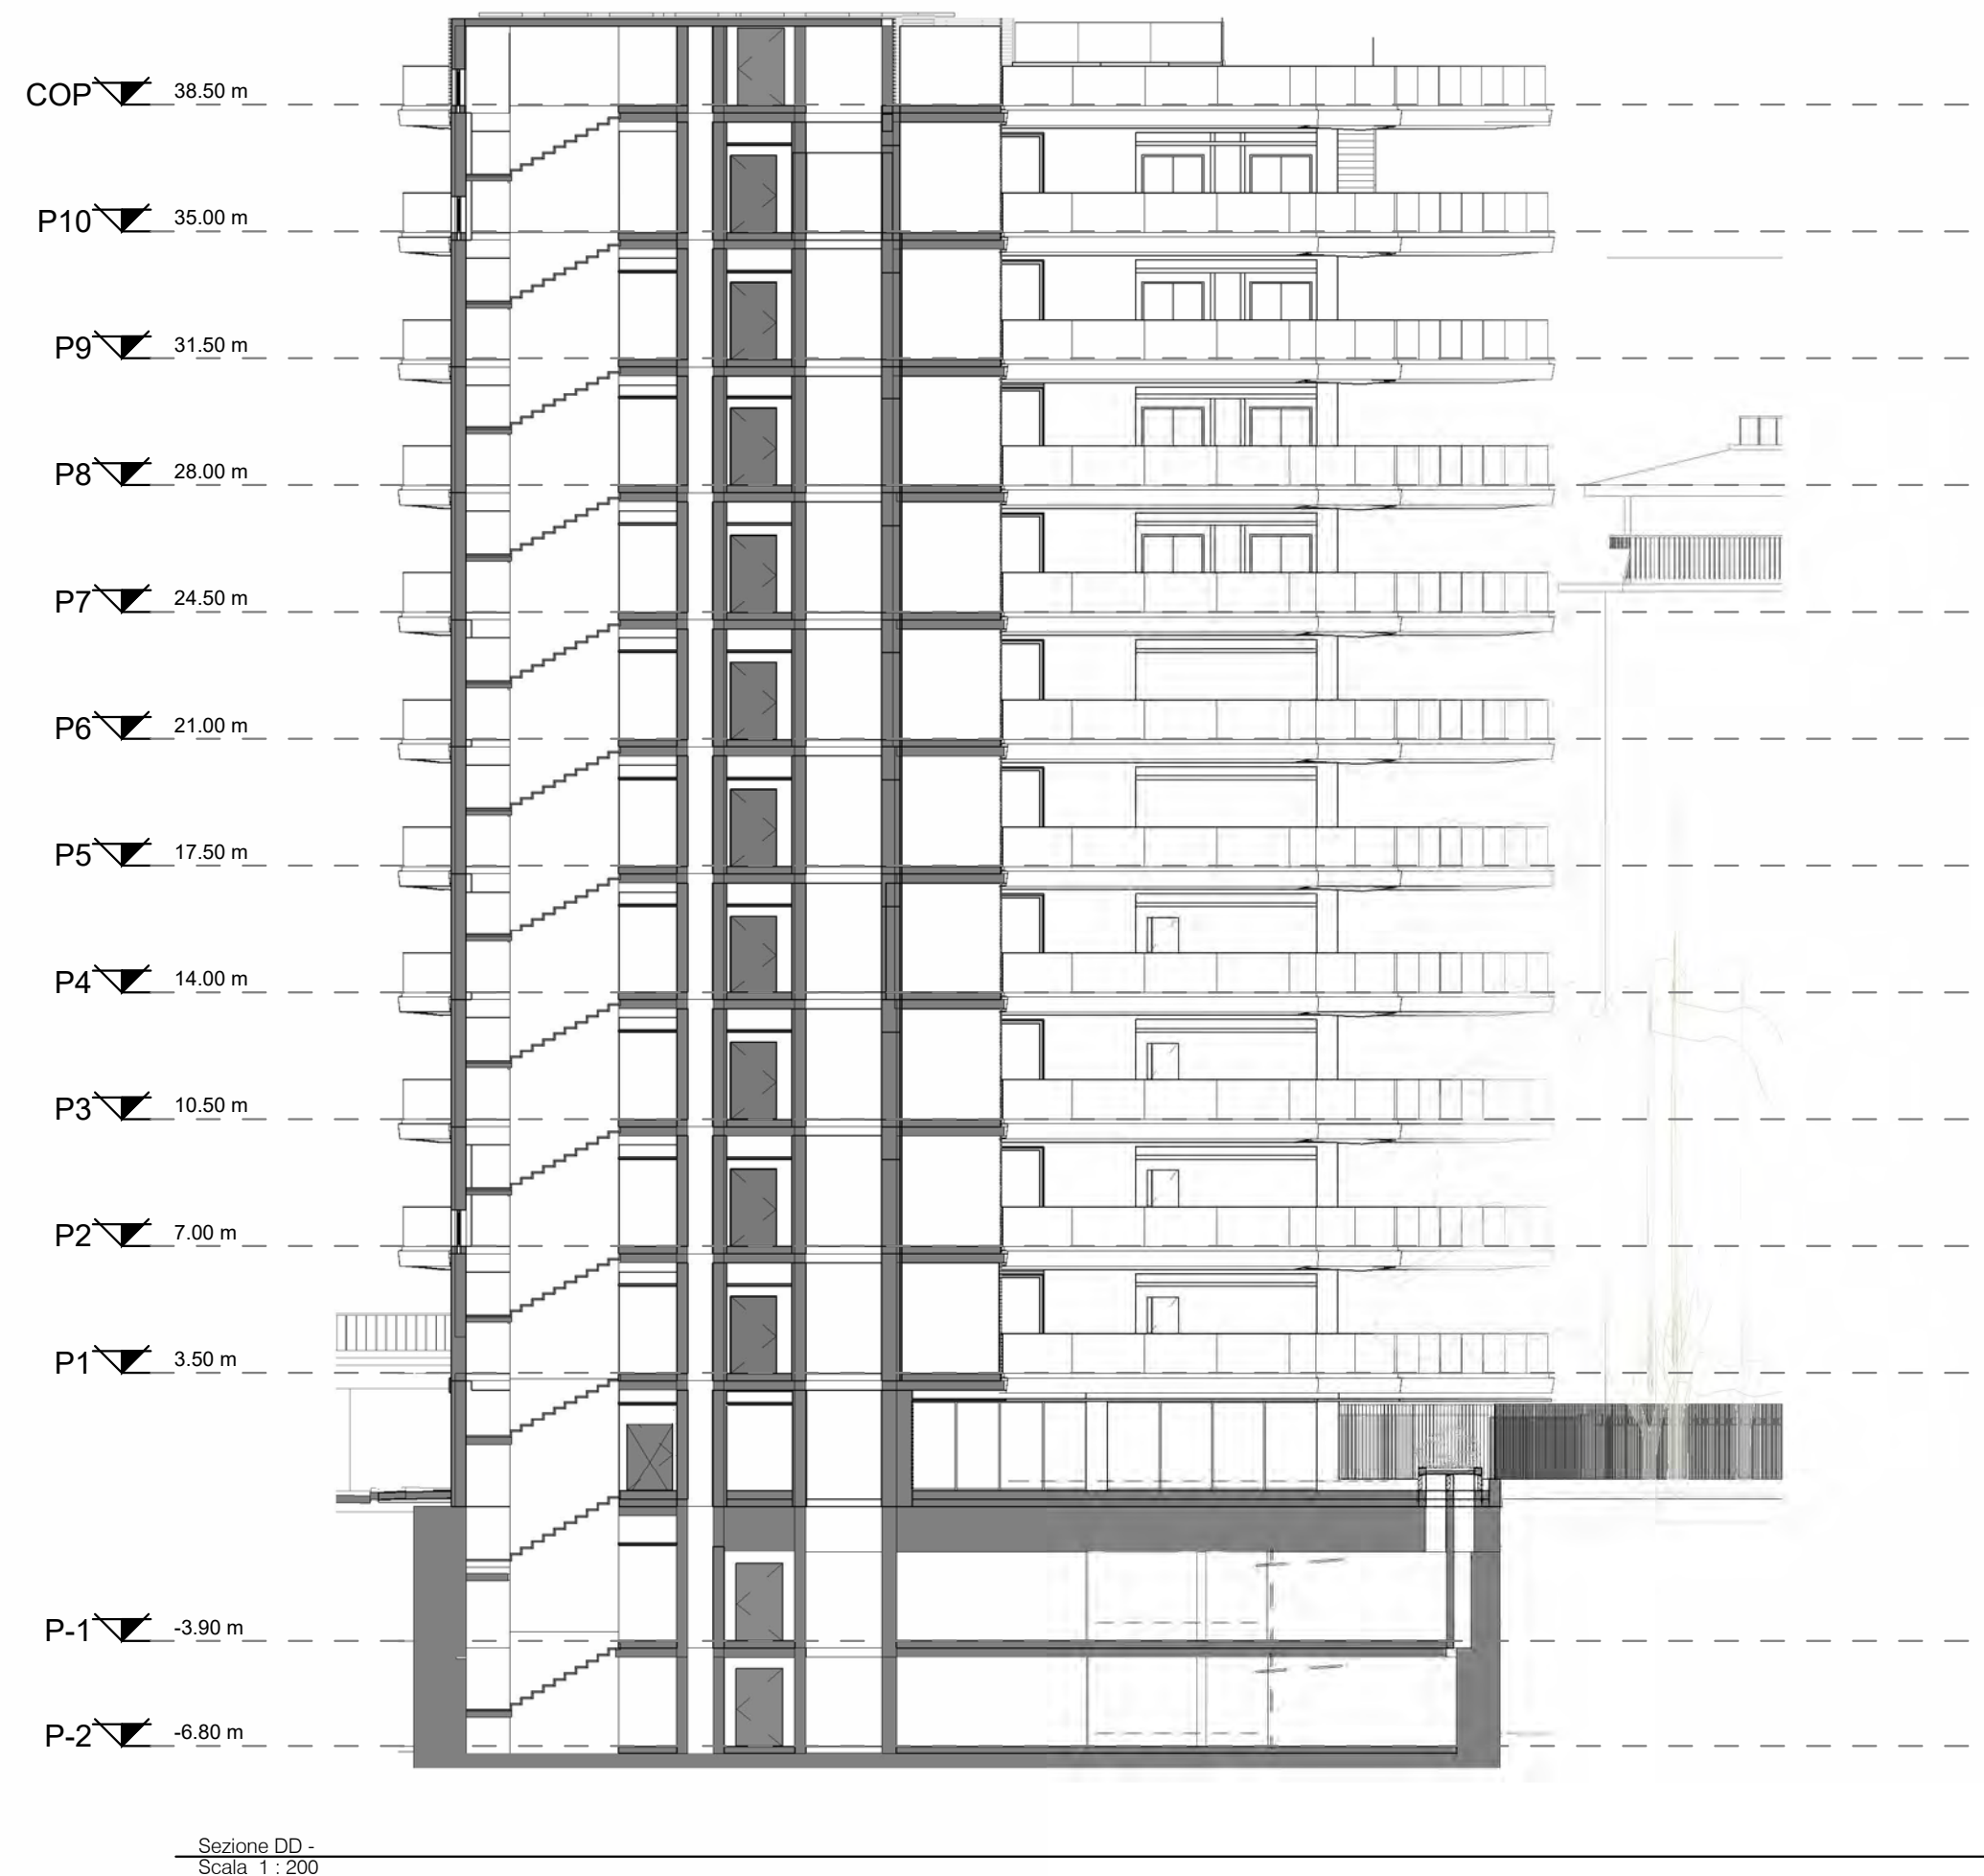 COP 38.50 m
P10 35.00 m
P9 31.50 m
P8 28.00 m
P7 24.50 m
P6 21.00 m
P5 17.50 m
P4 14.00 m
P3 10.50 m
P2 7.00 m
P1 3.50 m
P-1 -3.90 m
P-2 -6.80 m
Sezione DD -
Scala 1 : 200